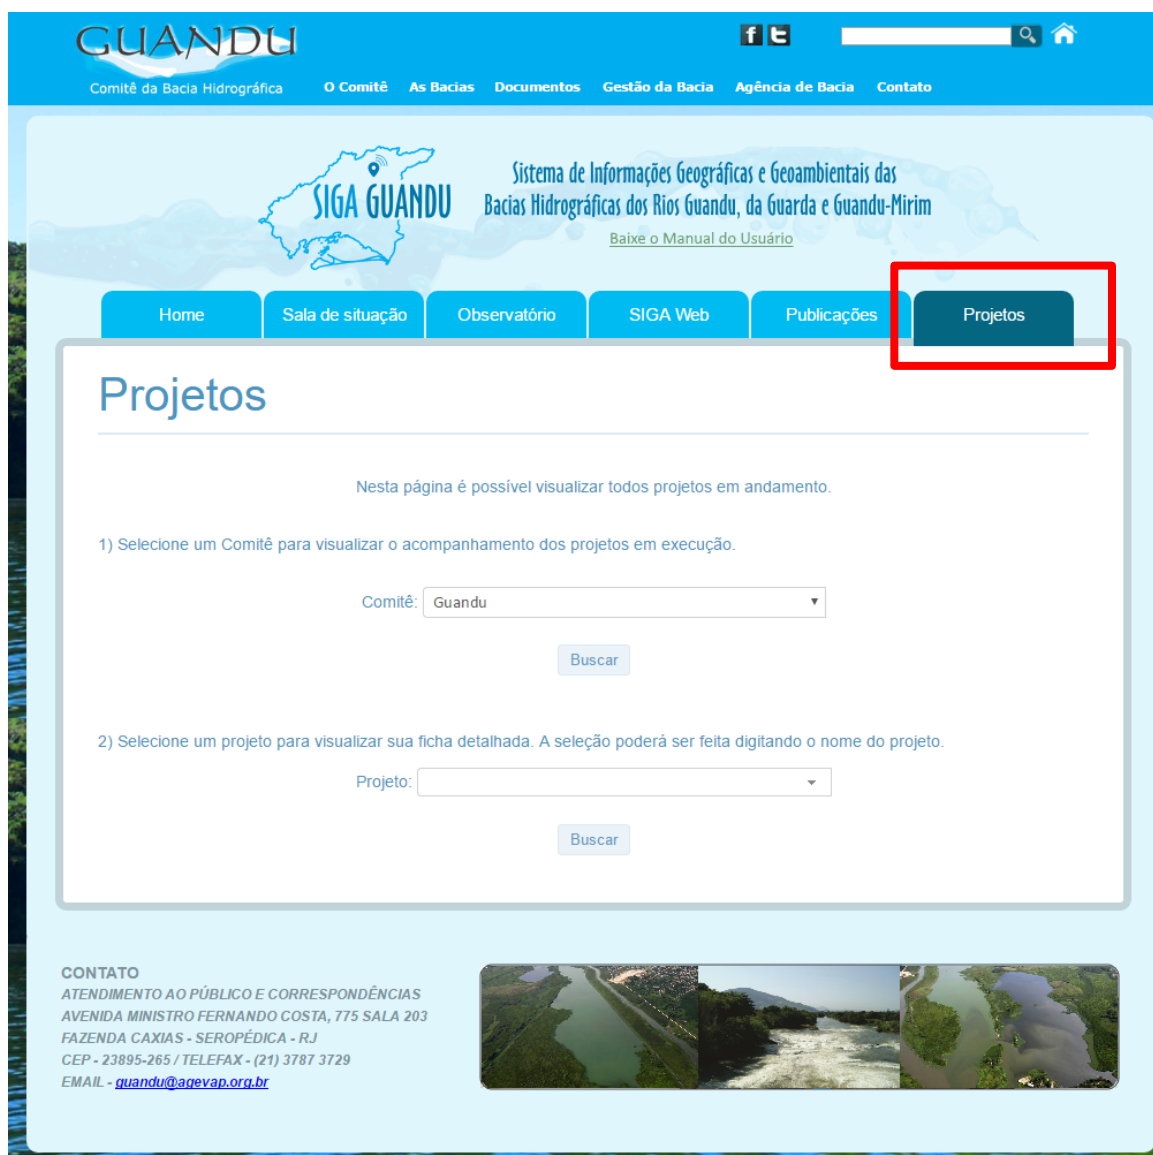 GUANDU
Comitê da Bacia Hidrográfica
O Comitê As Bacias Documentos Gestão da Bacia Agência de Bacia Contato
SIGA GUANDU
Sistema de Informações Geográficas e Geoambientais das
Bacias Hidrográficas dos Rios Guandu, da Guarda e Guandu-Mirim
Baixe o Manual do Usuário
Home Sala de situação Observatório SIGA Web Publicações Projetos
Projetos
Nesta página é possível visualizar todos projetos em andamento.
1) Selecione um Comitê para visualizar o acompanhamento dos projetos em execução.
Comitê: Guandu
Buscar
2) Selecione um projeto para visualizar sua ficha detalhada. A seleção poderá ser feita digitando o nome do projeto.
Projeto:
Buscar
CONTATO
ATENDIMENTO AO PÚBLICO E CORRESPONDÊNCIAS
AVENIDA MINISTRO FERNANDO COSTA, 775 SALA 203
FAZENDA CAXIAS - SEROPÉDICA - RJ
CEP - 23895-265 / TELEFAX - (21) 3787 3729
EMAIL - guandu@agevap.org.br